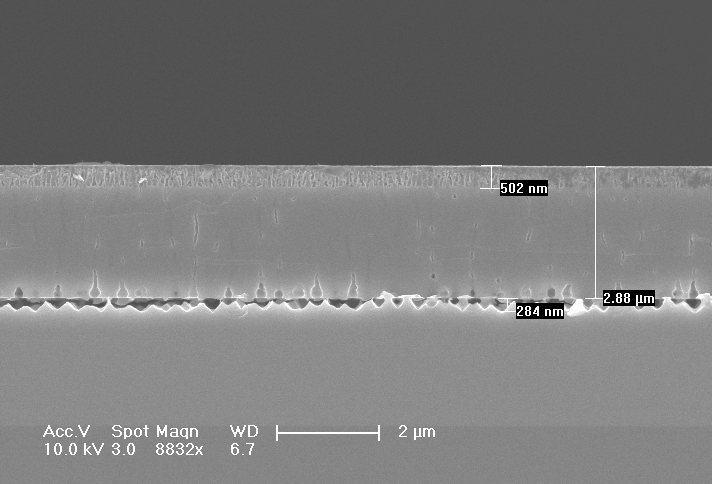 502 nm
2.88 µm
284 nm
Acc.V Spot Magn WD
10.0 kV 3.0 8832x 6.7 2 µm